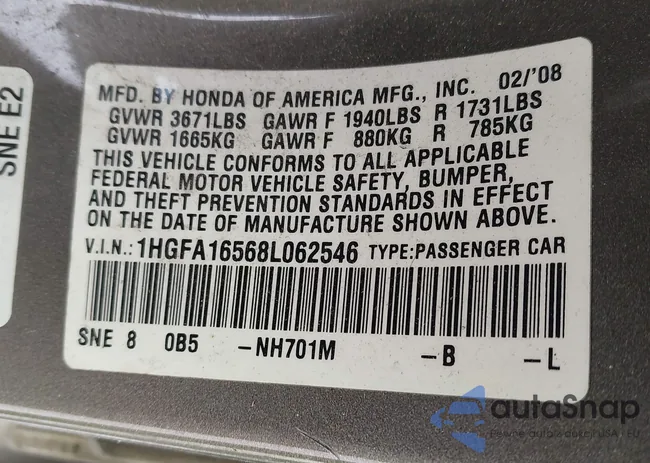 SNE E2
MFD. BY HONDA OF AMERICA MFG., INC. 02/'08
GVWR 3671LBS GAWR F 1940LBS R 1731LBS
GVWR 1665KG GAWR F 880KG R 785KG
THIS VEHICLE CONFORMS TO ALL APPLICABLE
FEDERAL MOTOR VEHICLE SAFETY, BUMPER,
AND THEFT PREVENTION STANDARDS IN EFFECT
ON THE DATE OF MANUFACTURE SHOWN ABOVE.
V.I.N.: 1HGFA16568L062546 TYPE:PASSENGER CAR
SNE 8 0B5 -NH701M -B -L
autoSnap